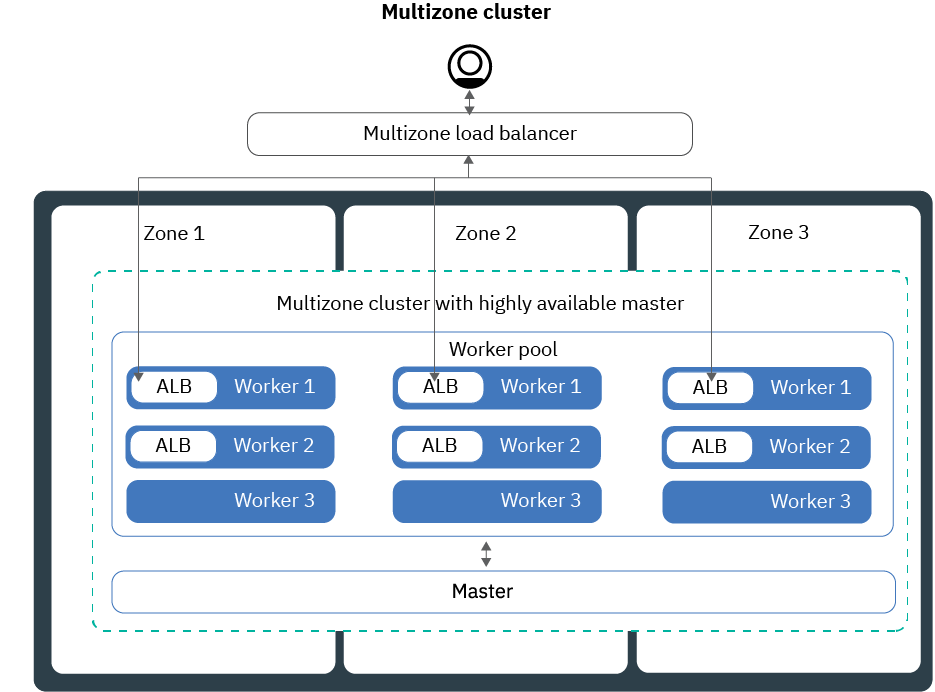 Multizone cluster
Multizone load balancer
Zone 1
Zone 2
Zone 3
Multizone cluster with highly available master
Worker pool
ALB Worker 1
ALB Worker 1
ALB Worker 1
ALB Worker 2
ALB Worker 2
ALB Worker 2
Worker 3
Worker 3
Worker 3
Master